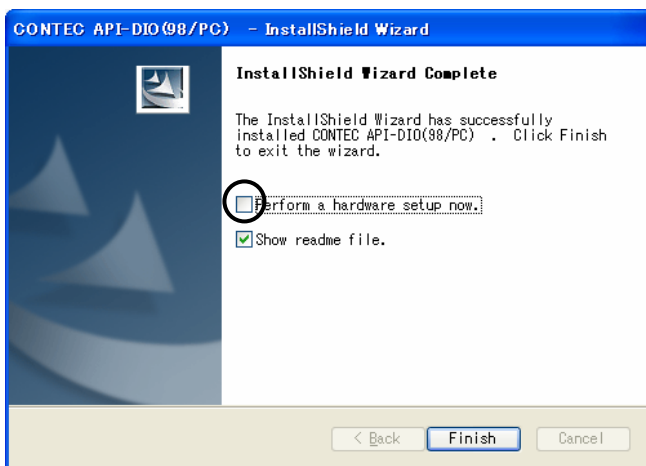 CONTEC API-DIO(98/PC) - InstallShield Wizard
InstallShield Wizard Complete
The InstallShield Wizard has successfully
installed CONTEC API-DIO(98/PC) . Click Finish
to exit the wizard.
Perform a hardware setup now.
Show readme file.
< Back
Finish
Cancel